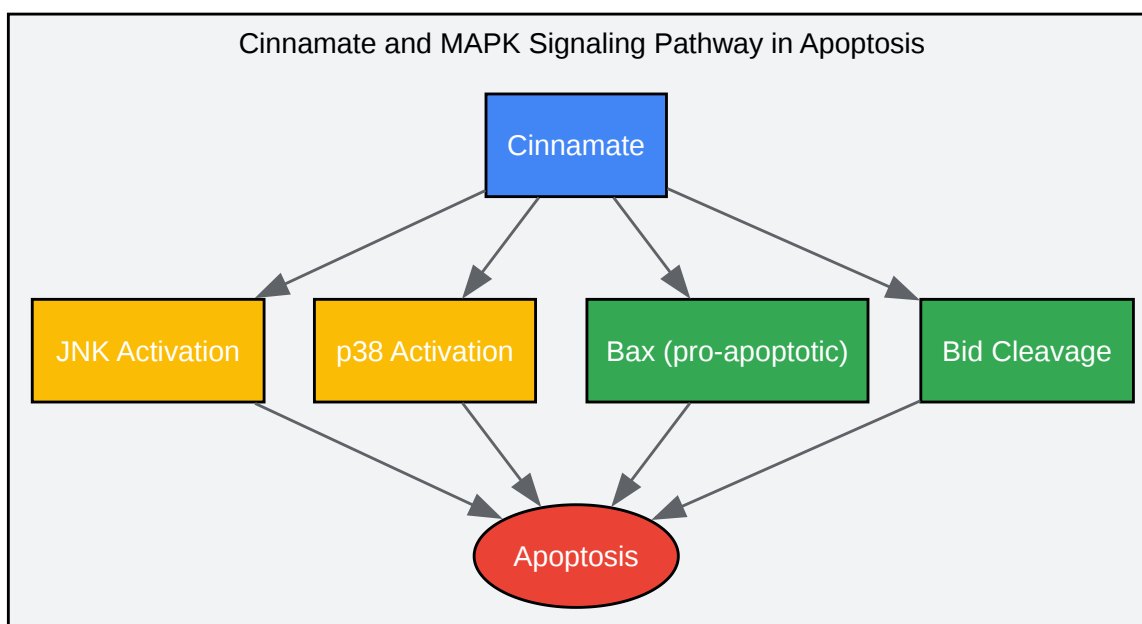 Cinnamate and MAPK Signaling Pathway in Apoptosis
Cinnamate
JNK Activation
p38 Activation
Bax (pro-apoptotic)
Bid Cleavage
Apoptosis